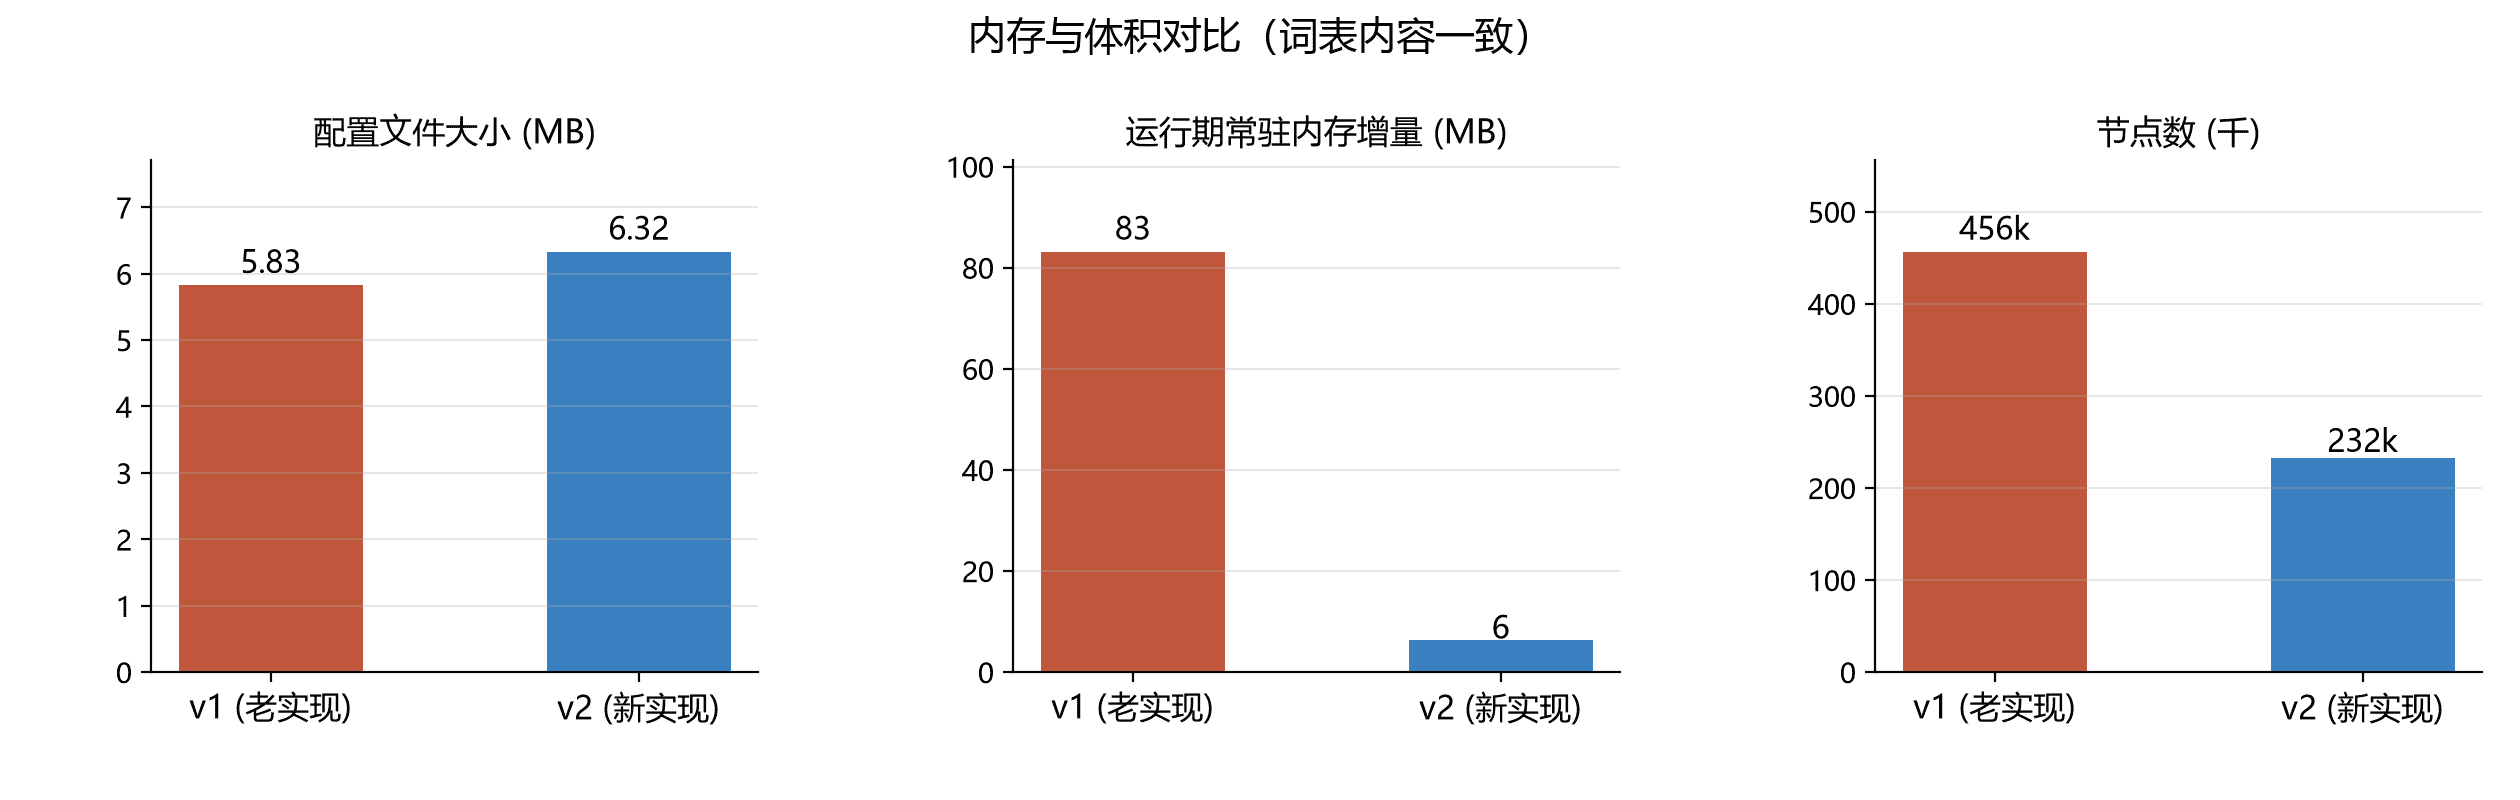 内存与体积对比（词表内容一致）
配置文件大小 (MB)
7
6
5
4
3
2
1
0
5.83
6.32
v1 (老实现)
v2 (新实现)
运行期常驻内存增量 (MB)
100
80
60
40
20
0
83
6
v1 (老实现)
v2 (新实现)
节点数 (千)
500
400
300
200
100
0
456k
232k
v1 (老实现)
v2 (新实现)